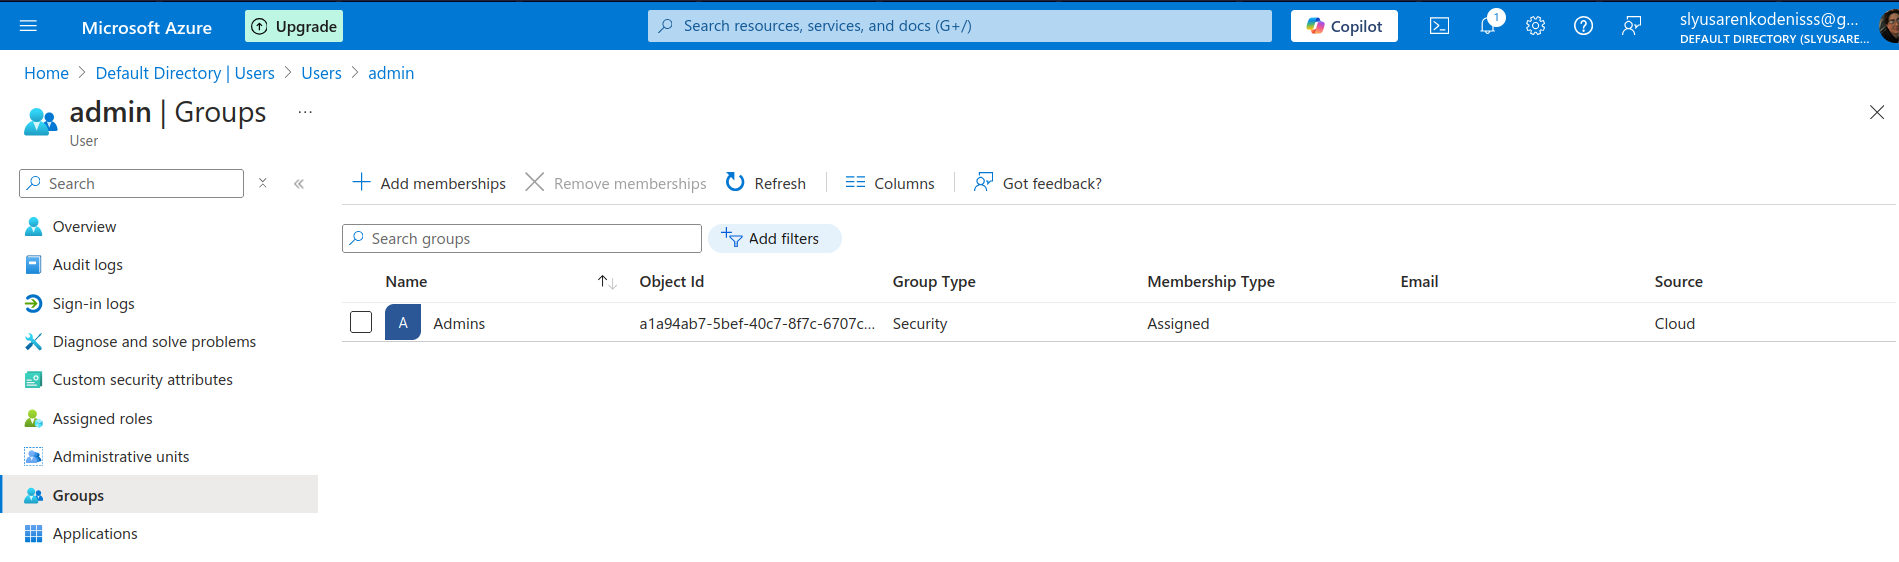 Microsoft Azure
Upgrade
Search resources, services, and docs (G+/)
Copilot
1
slyusarenkodenisss@g...
DEFAULT DIRECTORY (SLYUSARE...
Home > Default Directory | Users > Users > admin
admin | Groups ...
User
Search
Overview
Audit logs
Sign-in logs
Diagnose and solve problems
Custom security attributes
Assigned roles
Administrative units
Groups
Applications
Add memberships Remove memberships Refresh Columns Got feedback?
Search groups Add filters
Name Object Id Group Type Membership Type Email Source
A Admins a1a94ab7-5bef-40c7-8f7c-6707c... Security Assigned Cloud